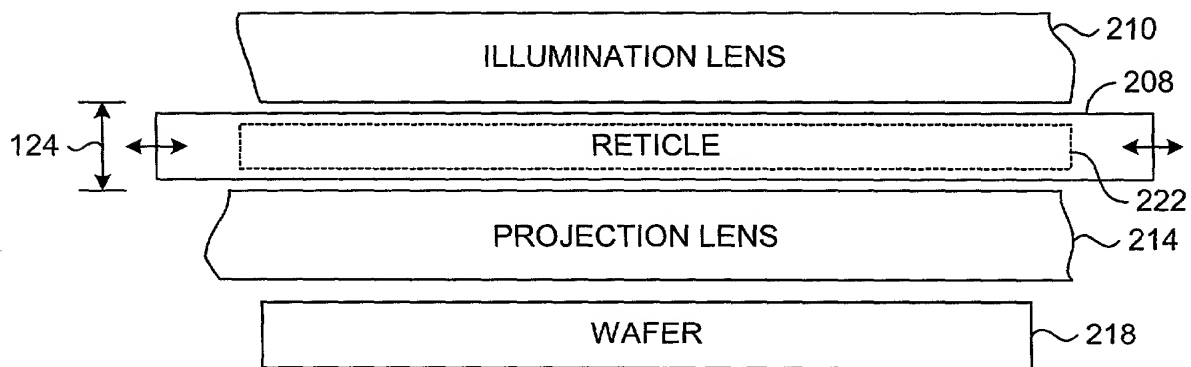 210
ILLUMINATION LENS
208
124
RETICLE
222
PROJECTION LENS
214
WAFER
218